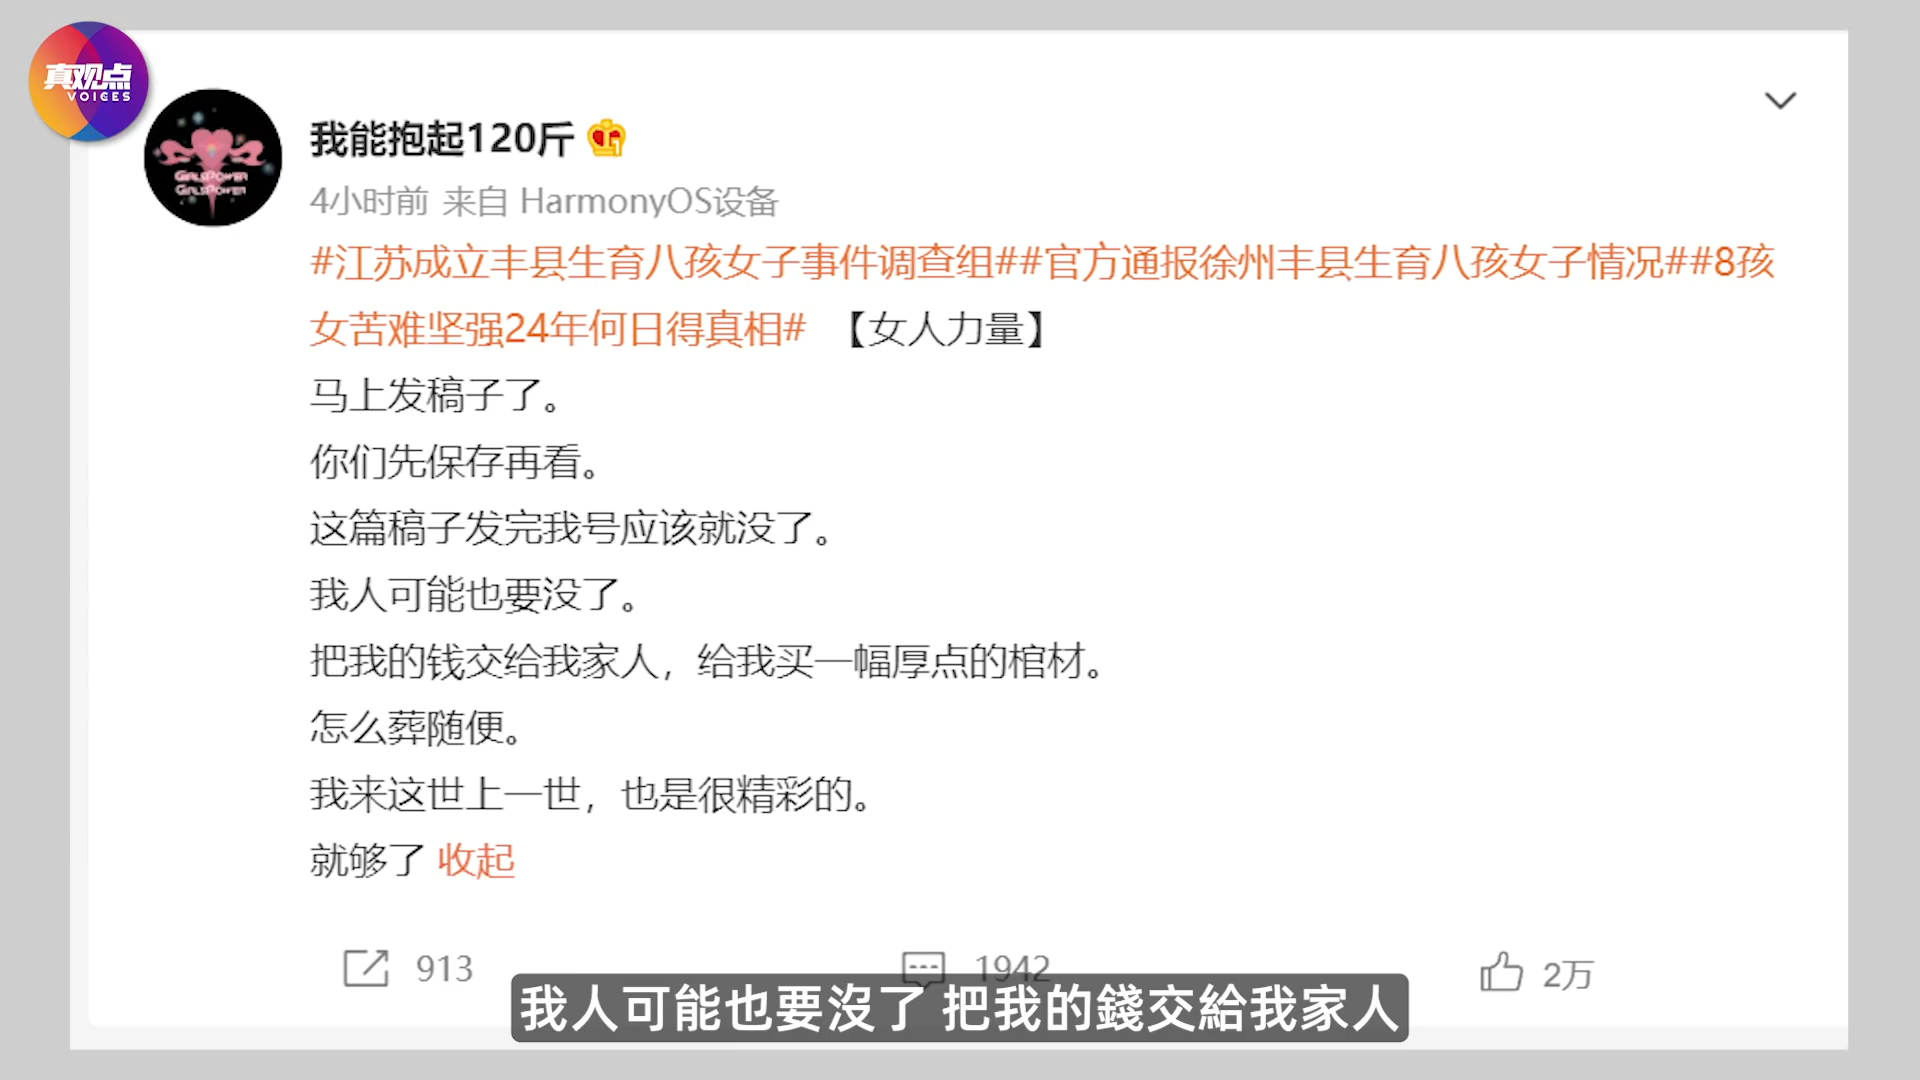 真观点
VOICES
GIRLSPOWER
GIRLSPOWER
我能抱起120斤
4小时前 来自 HarmonyOS设备
#江苏成立丰县生育八孩女子事件调查组##官方通报徐州丰县生育八孩女子情况##8孩
女苦难坚强24年何日得真相# 【女人力量】
马上发稿子了。
你们先保存再看。
这篇稿子发完我号应该就没了。
我人可能也要没了。
把我的钱交给我家人，给我买一幅厚点的棺材。
怎么葬随便。
我来这世上一世，也是很精彩的。
就够了 收起
913
1942
2万
我人可能也要沒了 把我的錢交給我家人